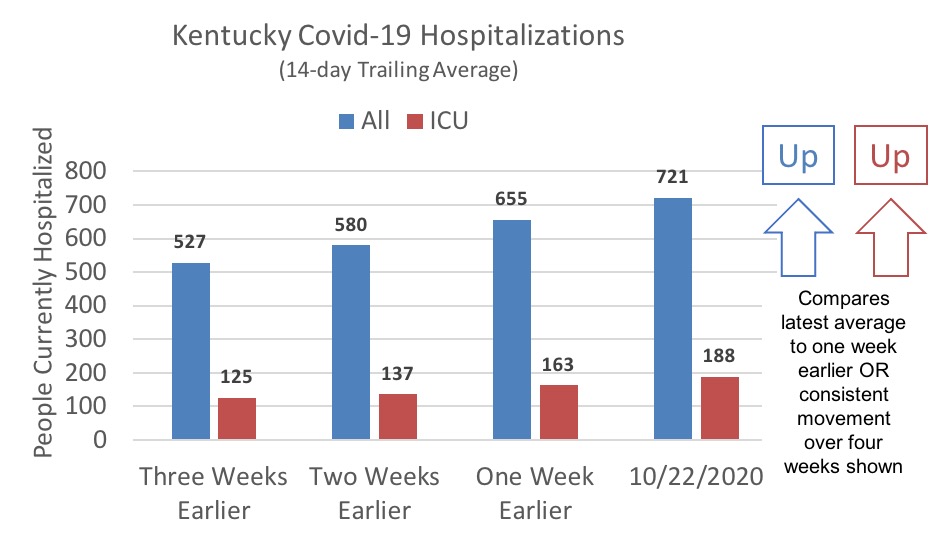 Kentucky Covid-19 Hospitalizations
(14-day Trailing Average)
All ICU
People Currently Hospitalized
800
700
600
500
400
300
200
100
0
527
125
580
137
655
163
721
188
Three Weeks
Earlier
Two Weeks
Earlier
One Week
Earlier
10/22/2020
Up
Up
Compares
latest average
to one week
earlier OR
consistent
movement
over four
weeks shown